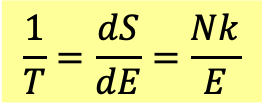 1/T = dS/dE = Nk/E